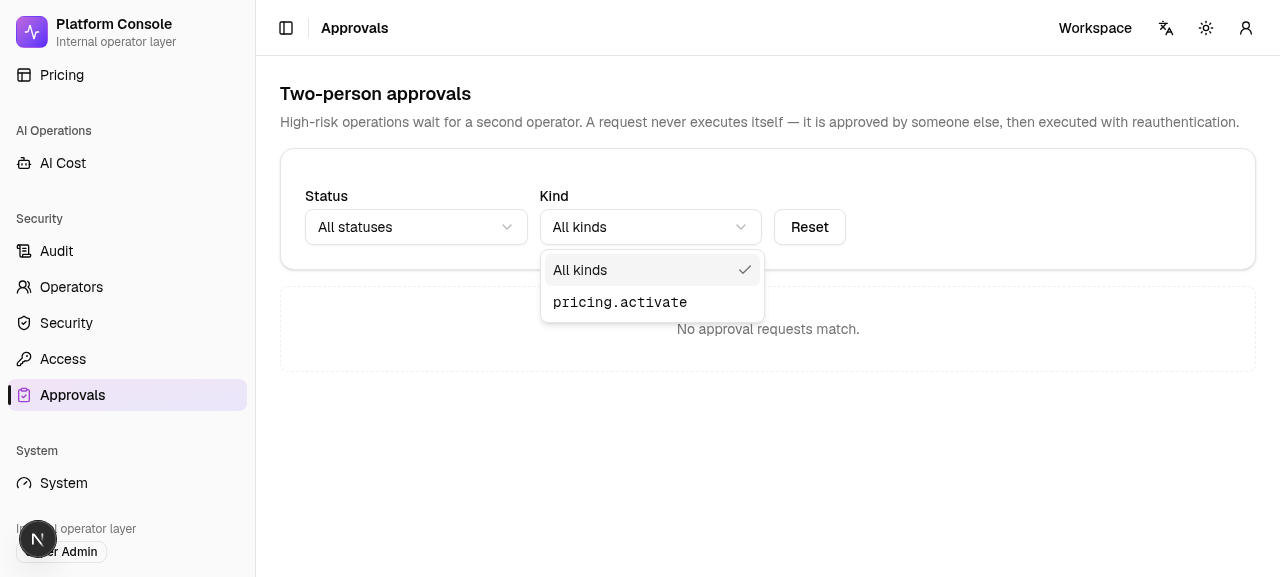 Platform Console
Internal operator layer
Pricing
AI Operations
AI Cost
Security
Audit
Operators
Security
Access
Approvals
System
System
operator layer
Admin
Approvals
Workspace
Two-person approvals
High-risk operations wait for a second operator. A request never executes itself — it is approved by someone else, then executed with reauthentication.
Status
Kind
All statuses
All kinds
Reset
All kinds
pricing.activate
No approval requests match.